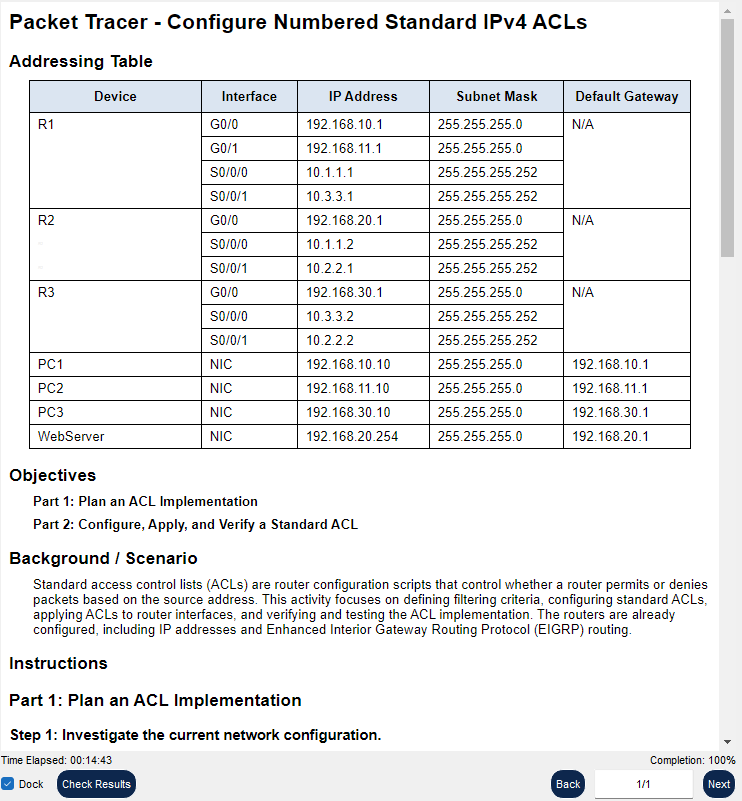 Packet Tracer - Configure Numbered Standard IPv4 ACLs
Addressing Table
Device Interface IP Address Subnet Mask Default Gateway
R1 G0/0 192.168.10.1 255.255.255.0 N/A
G0/1 192.168.11.1 255.255.255.0
S0/0/0 10.1.1.1 255.255.255.252
S0/0/1 10.3.3.1 255.255.255.252
R2 G0/0 192.168.20.1 255.255.255.0 N/A
S0/0/0 10.1.1.2 255.255.255.252
S0/0/1 10.2.2.1 255.255.255.252
R3 G0/0 192.168.30.1 255.255.255.0 N/A
S0/0/0 10.3.3.2 255.255.255.252
S0/0/1 10.2.2.2 255.255.255.252
PC1 NIC 192.168.10.10 255.255.255.0 192.168.10.1
PC2 NIC 192.168.11.10 255.255.255.0 192.168.11.1
PC3 NIC 192.168.30.10 255.255.255.0 192.168.30.1
WebServer NIC 192.168.20.254 255.255.255.0 192.168.20.1
Objectives
Part 1: Plan an ACL Implementation
Part 2: Configure, Apply, and Verify a Standard ACL
Background / Scenario
Standard access control lists (ACLs) are router configuration scripts that control whether a router permits or denies
packets based on the source address. This activity focuses on defining filtering criteria, configuring standard ACLs,
applying ACLs to router interfaces, and verifying and testing the ACL implementation. The routers are already
configured, including IP addresses and Enhanced Interior Gateway Routing Protocol (EIGRP) routing.
Instructions
Part 1: Plan an ACL Implementation
Step 1: Investigate the current network configuration.
Time Elapsed: 00:14:43 Completion: 100%
Dock Check Results Back 1/1 Next